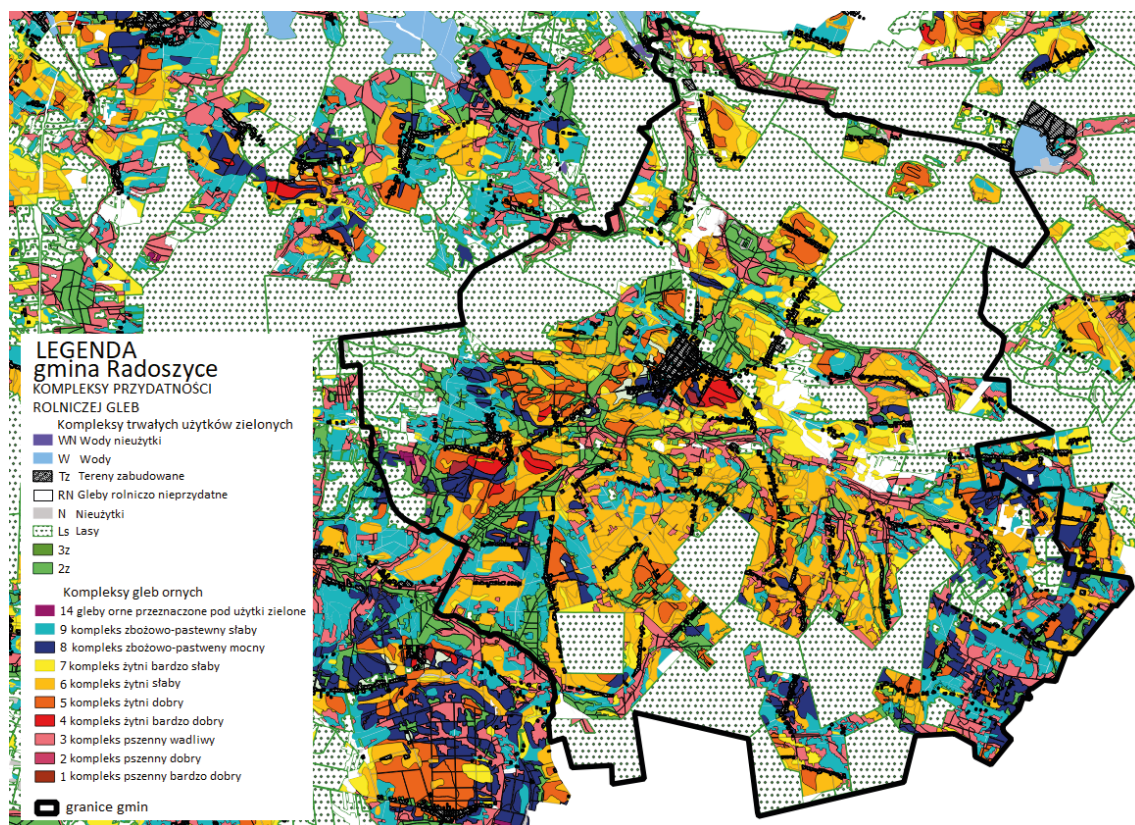 LEGENDA
gmina Radoszyce
KOMPLEKSY PRZYDATNOŚCI
ROLNICZEJ GLEB
Kompleksy trwałych użytków zielonych
WN Wody nieużytki
W Wody
Tz Tereny zabudowane
RN Gleby rolniczo nieprzydatne
N Nieużytki
Ls Lasy
3z
2z
Kompleksy gleb ornych
14 gleby orne przeznaczone pod użytki zielone
9 kompleks zbożowo-pastewny słaby
8 kompleks zbożowo-pastweny mocny
7 kompleks żytni bardzo słaby
6 kompleks żytni słaby
5 kompleks żytni dobry
4 kompleks żytni bardzo dobry
3 kompleks pszenny wadliwy
2 kompleks pszenny dobry
1 kompleks pszenny bardzo dobry
granice gmin